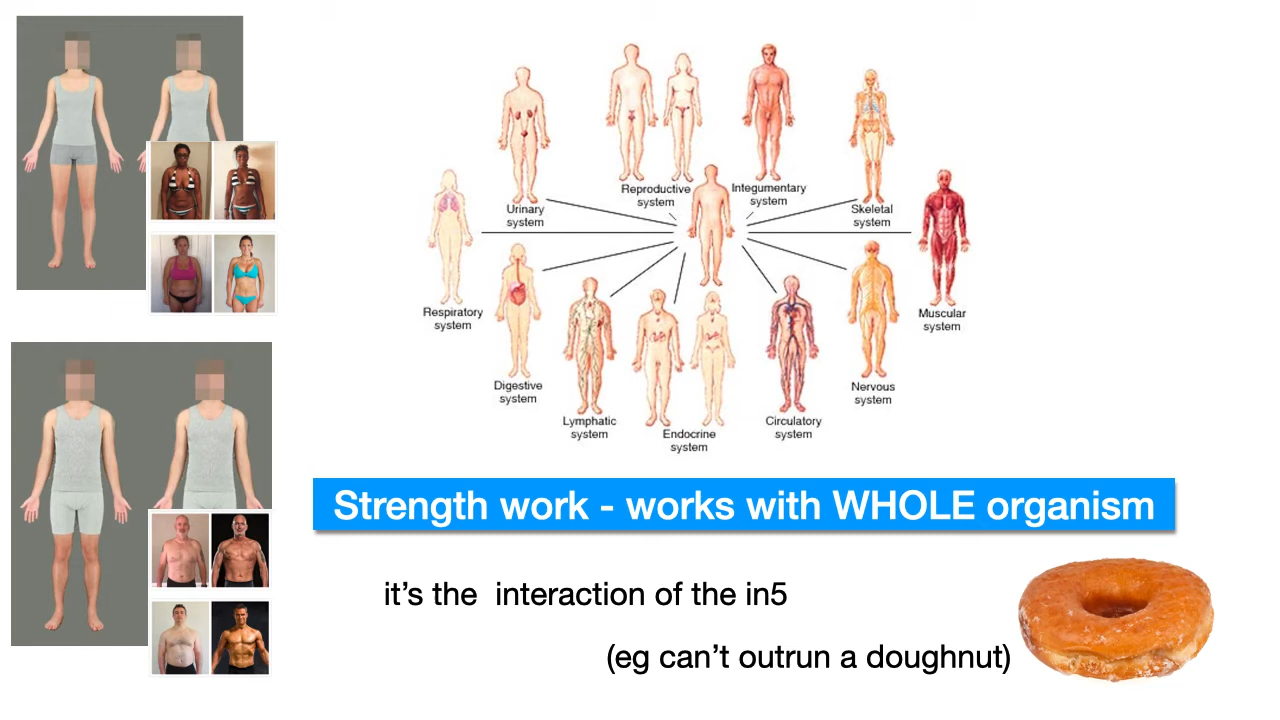 Reproductive
system
Integumentary
system
Urinary
system
Skeletal
system
Respiratory
system
Muscular
system
Digestive
system
Nervous
system
Lymphatic
system
Endocrine
system
Circulatory
system
Strength work - works with WHOLE organism
it’s the  interaction of the in5
(eg can’t outrun a doughnut)